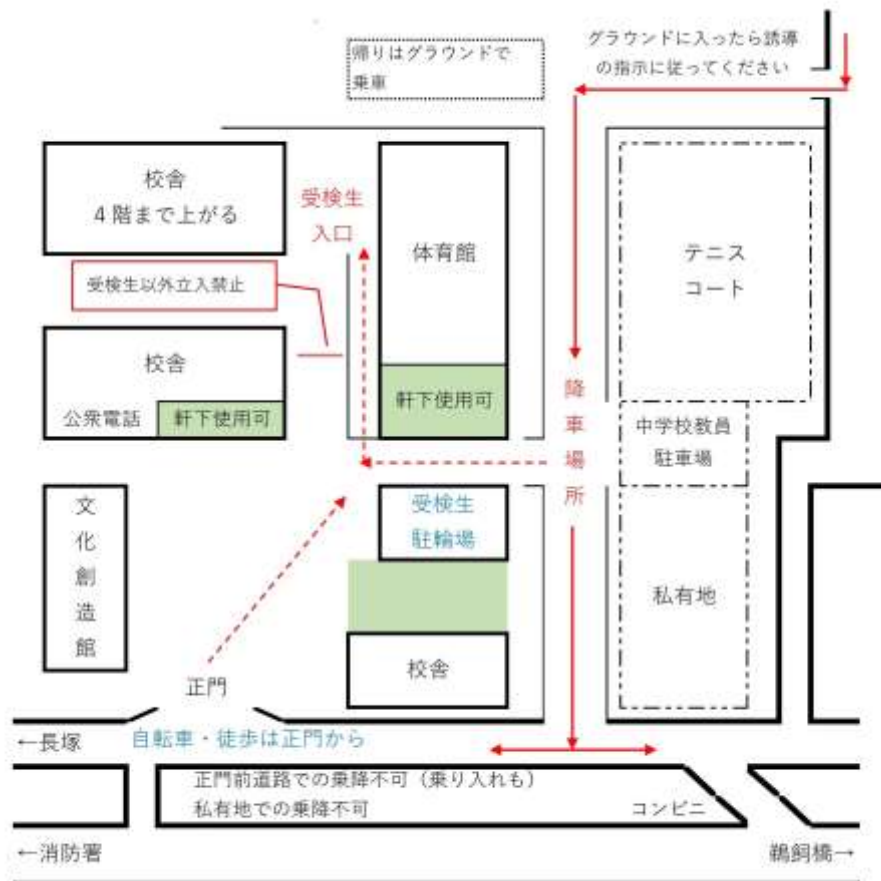 帰りはグラウンドで
乗車
グラウンドに入ったら誘導
の指示に従ってください
校舎
4階まで上がる
受検生
入口
体育館
テニス
コート
受検生以外立入禁止
校舎
公衆電話
軒下使用可
軒下使用可
降車場所
中学校教員
駐車場
文化創造館
受検生
駐輪場
私有地
校舎
正門
←長塚
自転車・徒歩は正門から
正門前道路での乗降不可（乗り入れも）
私有地での乗降不可
コンビニ
←消防署
鵜飼橋→